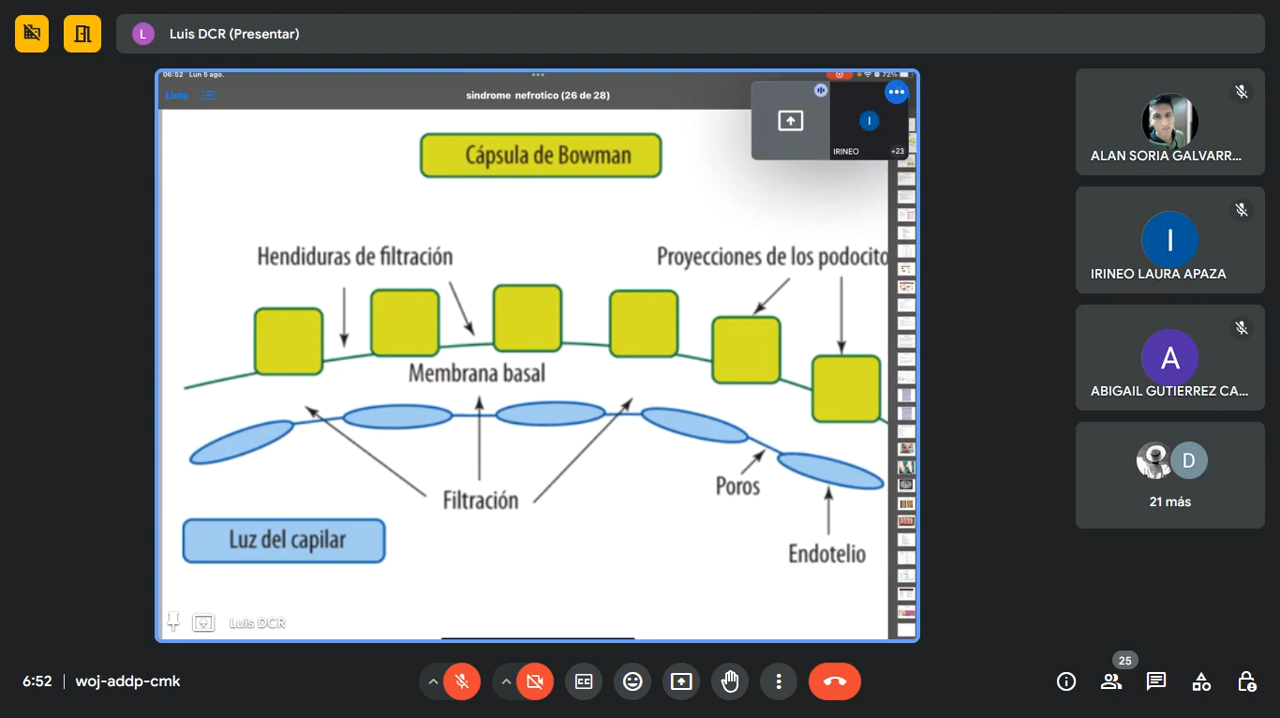 L Luis DCR (Presentar)
06:52 Lun 5 ago.
72%
Listo
sindrome nefrotico (26 de 28)
I
IRINEO
+23
Cápsula de Bowman
Hendiduras de filtración
Proyecciones de los podocito
Membrana basal
Filtración
Poros
Luz del capilar
Endotelio
Luis DCR
ALAN SORIA GALVARR...
I
IRINEO LAURA APAZA
A
ABIGAIL GUTIERREZ CA...
D
21 más
6:52 | woj-addp-cmk
CC
25